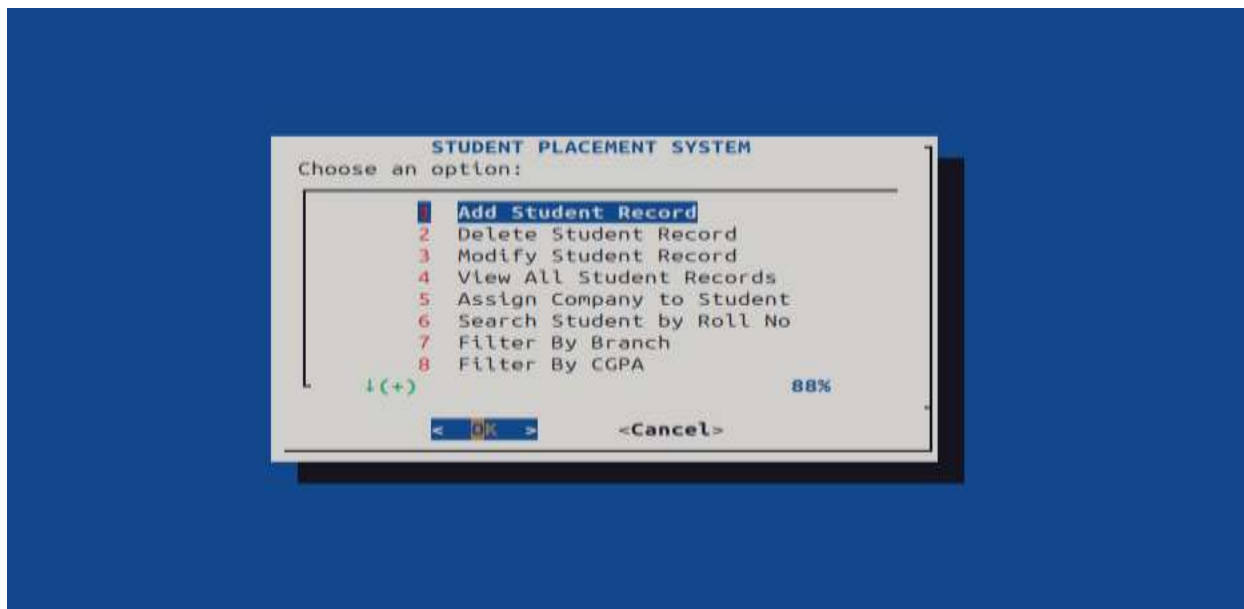 STUDENT PLACEMENT SYSTEM
Choose an option:
1 Add Student Record
2 Delete Student Record
3 Modify Student Record
4 View All Student Records
5 Assign Company to Student
6 Search Student by Roll No
7 Filter By Branch
8 Filter By CGPA
↓(+) 88%
< OK > <Cancel>